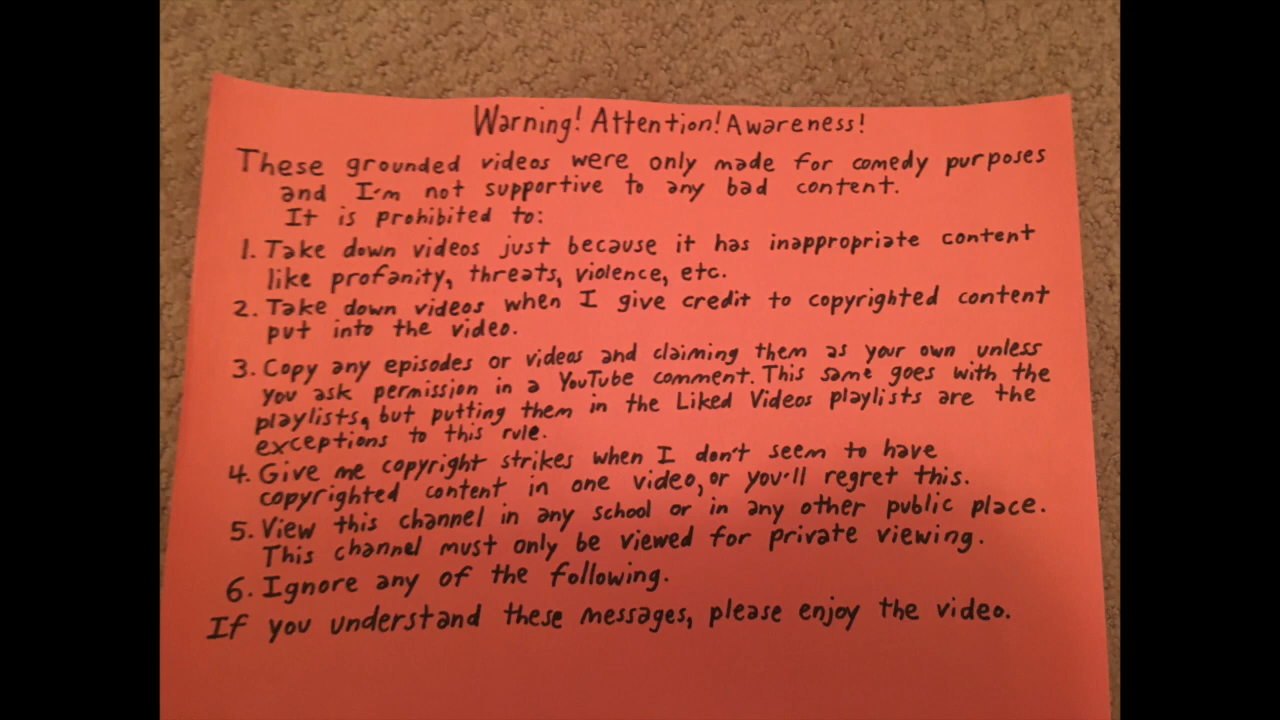 Warning! Attention! Awareness!
These grounded videos were only made for comedy purposes
and I'm not supportive to any bad content.
It is prohibited to:
1. Take down videos just because it has inappropriate content
like profanity, threats, violence, etc.
2. Take down videos when I give credit to copyrighted content
put into the video.
3. Copy any episodes or videos and claiming them as your own unless
you ask permission in a YouTube comment. This same goes with the
playlists, but putting them in the Liked Videos playlists are the
exceptions to this rule.
4. Give me copyright strikes when I don't seem to have
copyrighted content in one video, or you'll regret this.
5. View this channel in any school or in any other public place.
This channel must only be viewed for private viewing.
6. Ignore any of the following.
If you understand these messages, please enjoy the video.